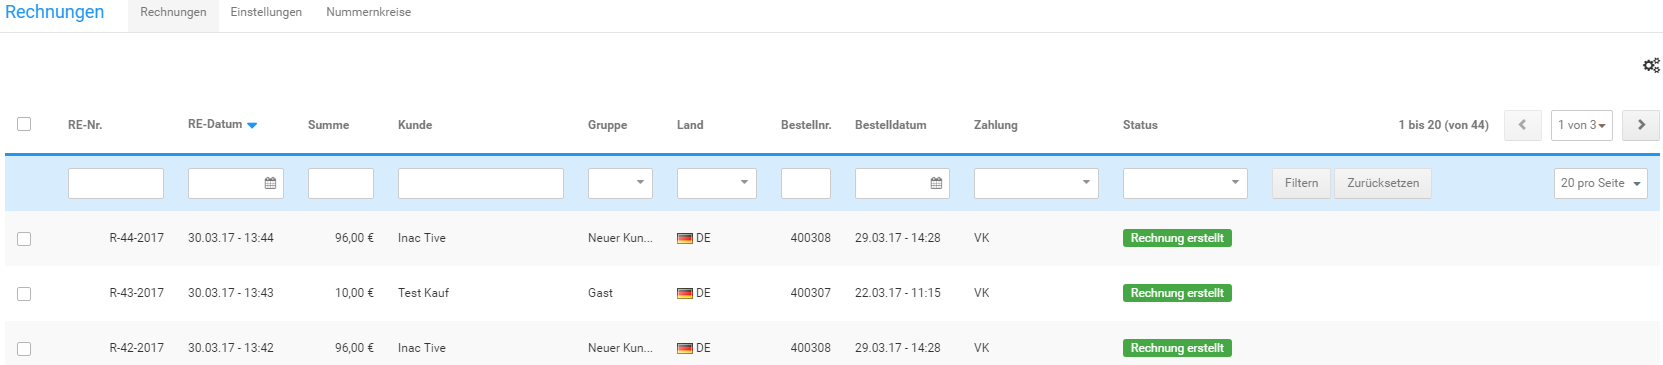 Rechnungen Rechnungen Einstellungen Nummernkreise
RE-Nr. RE-Datum Summe Kunde Gruppe Land Bestellnr. Bestelldatum Zahlung Status 1 bis 20 (von 44) 1 von 3
Filtern Zurücksetzen 20 pro Seite
R-44-2017 30.03.17 - 13:44 96,00 € Inac Tive Neuer Kun... DE 400308 29.03.17 - 14:28 VK Rechnung erstellt
R-43-2017 30.03.17 - 13:43 10,00 € Test Kauf Gast DE 400307 22.03.17 - 11:15 VK Rechnung erstellt
R-42-2017 30.03.17 - 13:42 96,00 € Inac Tive Neuer Kun... DE 400308 29.03.17 - 14:28 VK Rechnung erstellt